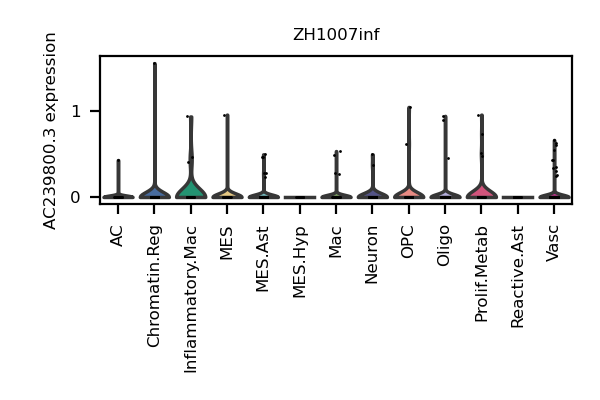 ZH1007inf
AC239800.3 expression
1
0
AC
Chromatin.Reg
Inflammatory.Mac
MES
MES.Ast
MES.Hyp
Mac
Neuron
OPC
Oligo
Prolif.Metab
Reactive.Ast
Vasc